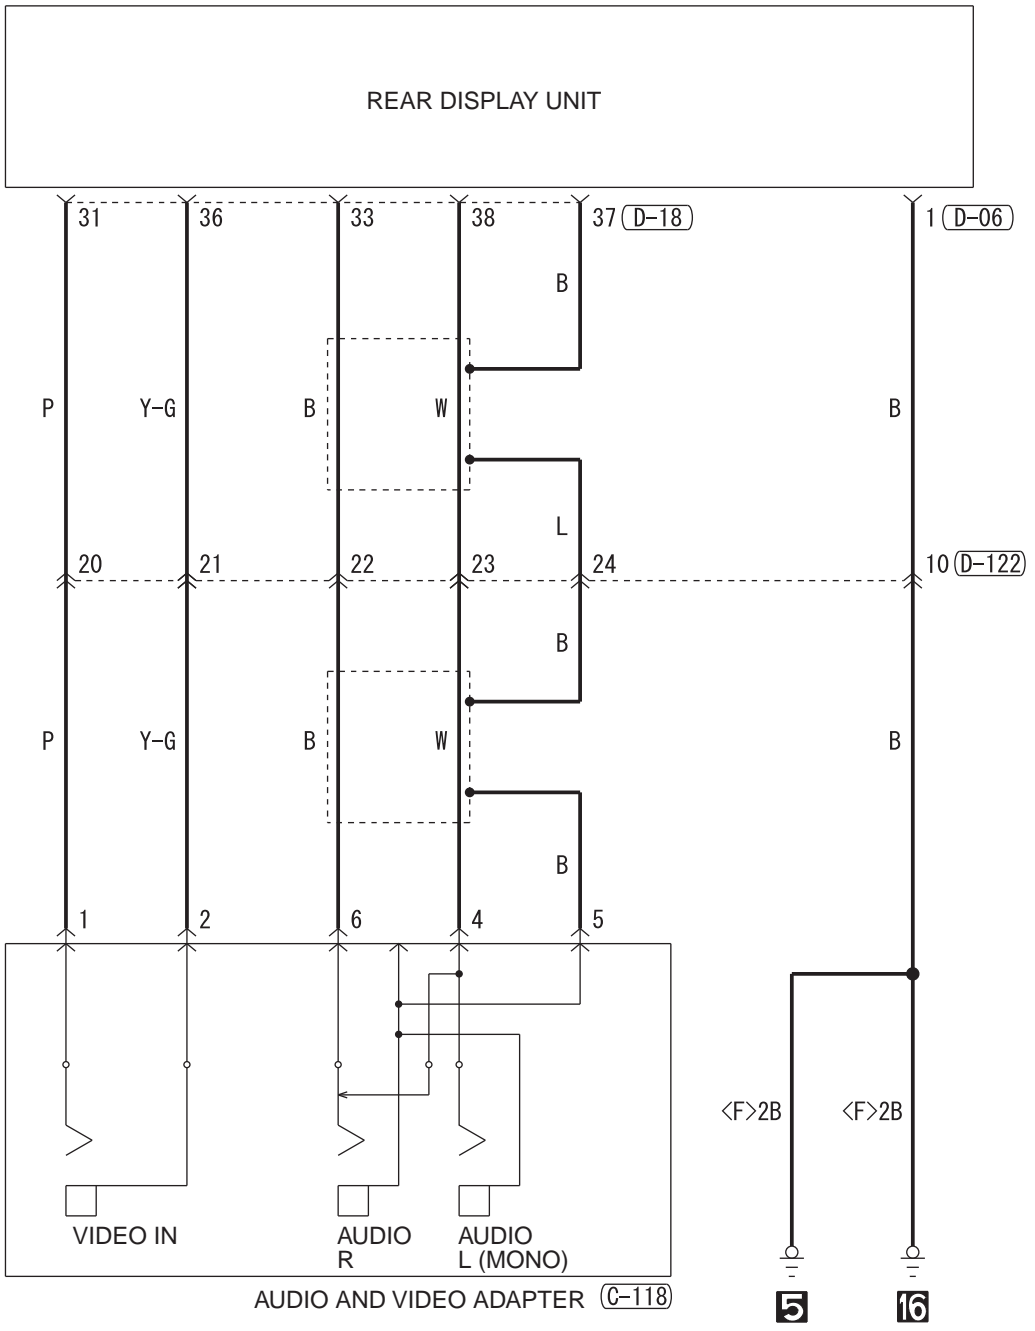 REAR DISPLAY UNIT
31 36 33 38 37 D-18 1 D-06
B
P Y-G B W B
L
20 21 22 23 24 10 D-122
B
P Y-G B W B
B
1 2 6 4 5
<F>2B <F>2B
VIDEO IN AUDIO R AUDIO L (MONO)
AUDIO AND VIDEO ADAPTER C-118 5 16